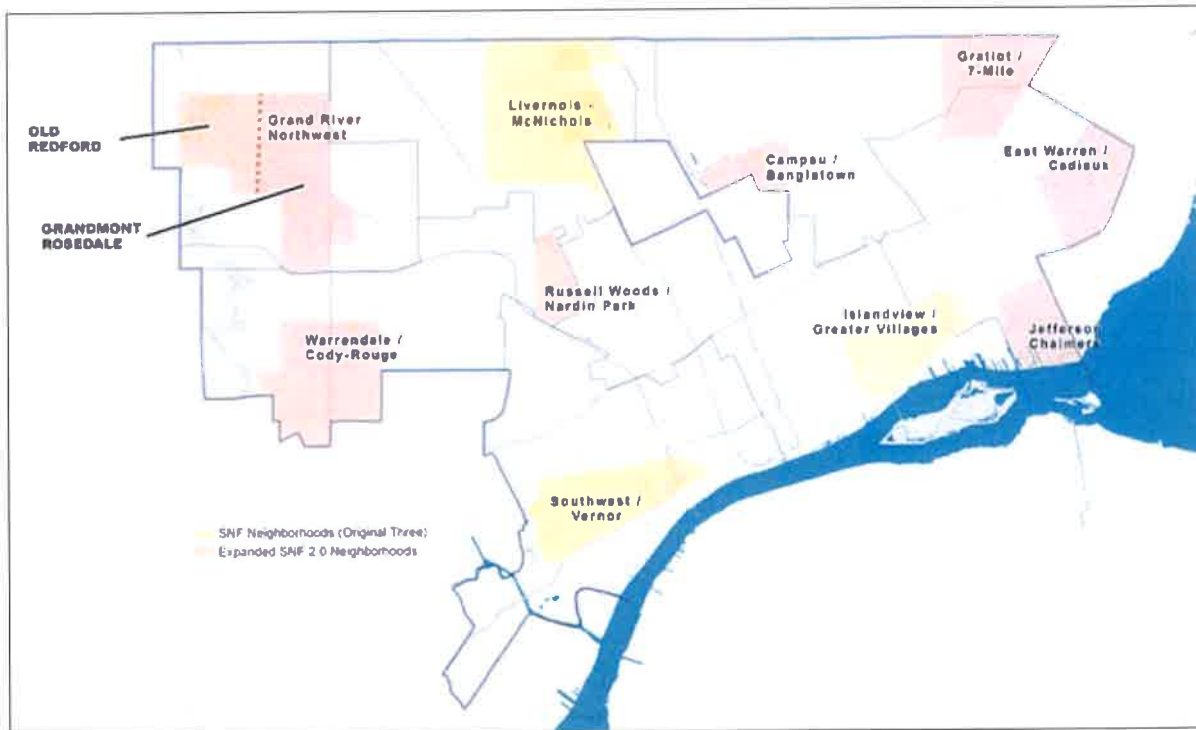 Gratiot /
7-Mile
Livernois -
McNichols
OLD
REDFORD
Grand River
Northwest
Campau /
Banglatown
East Warren /
Cadieux
GRANDMONT
ROSEDALE
Russell Woods /
Nardin Park
Islandview /
Greater Villages
Jefferson
Chalmers
Warrendale /
Cody-Rouge
Southwest /
Vernor
SNF Neighborhoods (Original Three)
Expanded SNF 2.0 Neighborhoods